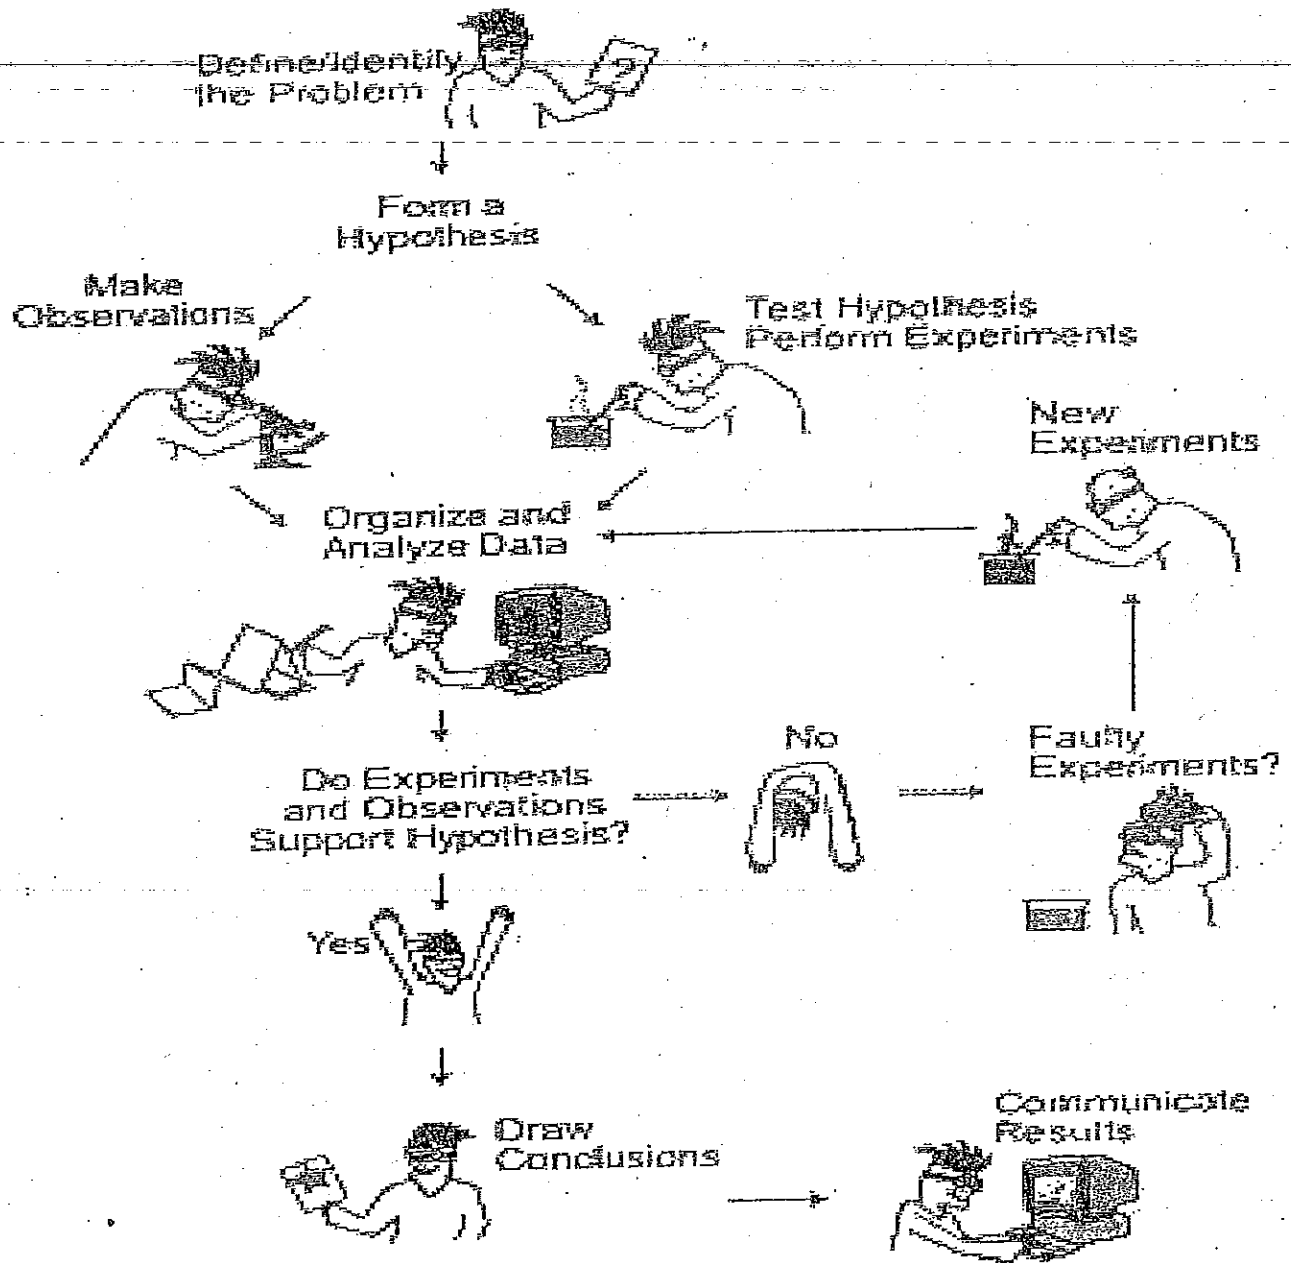 Define/Identify
the Problem
?
Form a
Hypothesis
Make
Observations
Test Hypothesis
Perform Experiments
New
Experiments
Organize and
Analyze Data
No
Faulty
Experiments?
Do Experiments
and Observations
Support Hypothesis?
Yes
Draw
Conclusions
Communicate
Results